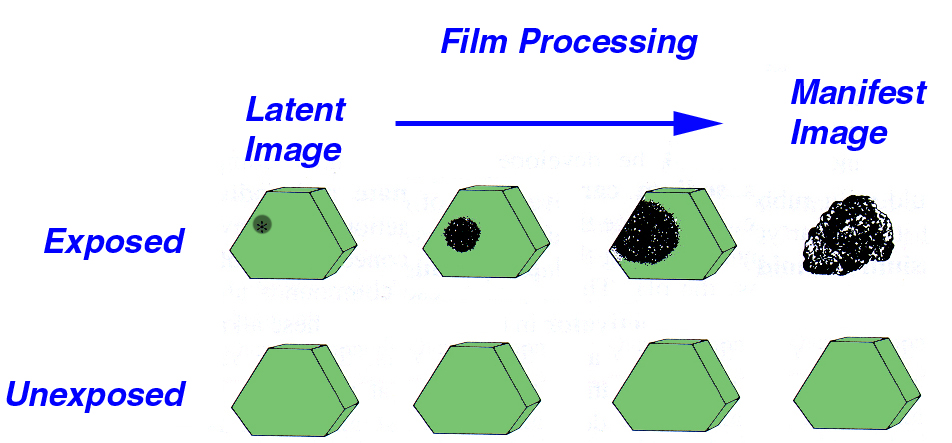 Film Processing
Latent
Image
Manifest
Image
Exposed
Unexposed